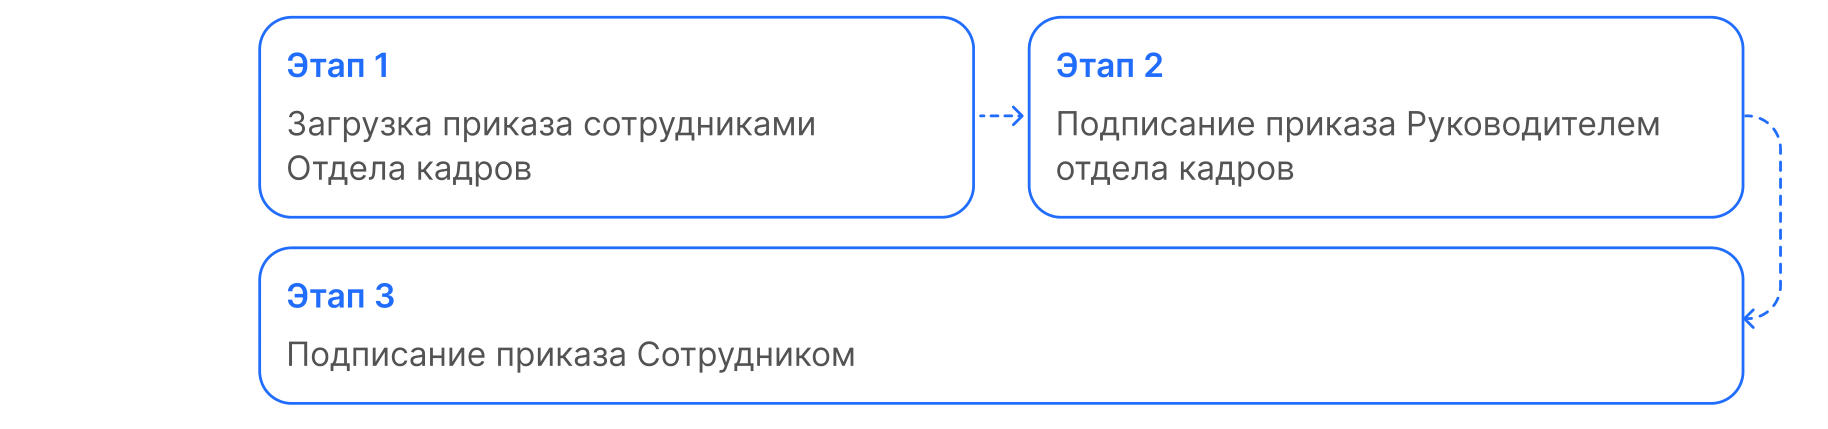 Этап 1
Загрузка приказа сотрудниками
Отдела кадров
Этап 2
Подписание приказа Руководителем
отдела кадров
Этап 3
Подписание приказа Сотрудником